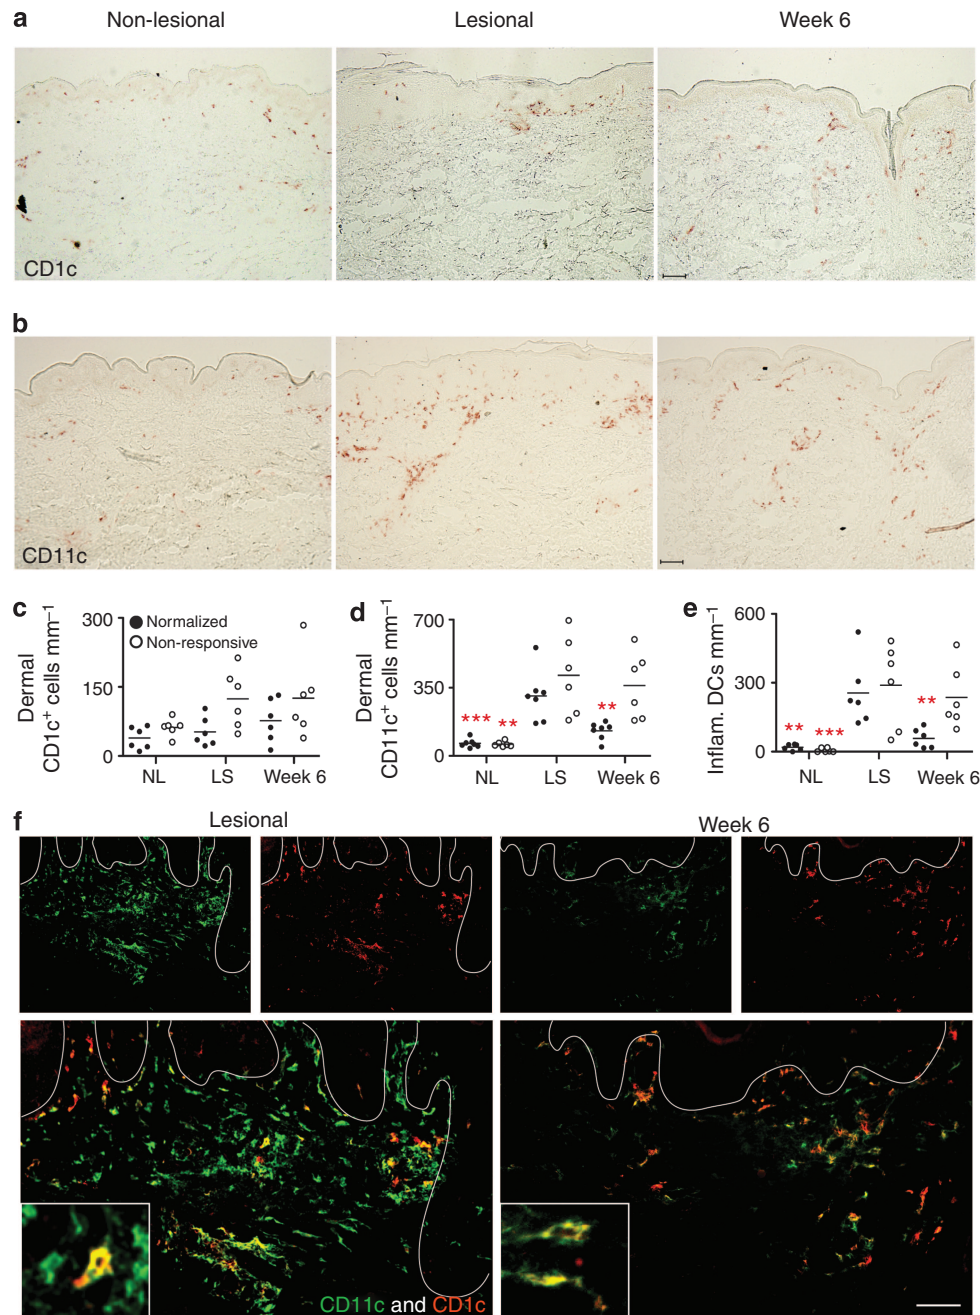 a
Non-lesional Lesional Week 6
CD1c
b
CD11c
c
Dermal
CD1c⁺ cells mm⁻¹
300
150
0
Normalized
Non-responsive
NL LS Week 6
d
Dermal
CD11c⁺ cells mm⁻¹
700
350
0
***
**
**
NL LS Week 6
e
Inflam. DCs mm⁻¹
600
300
0
**
***
**
NL LS Week 6
f
Lesional Week 6
CD11c and CD1c